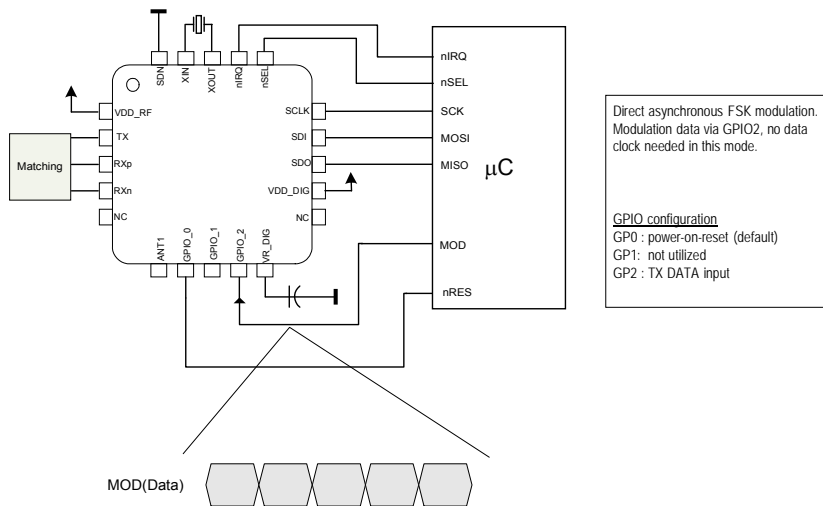 SDN
XIN
XOUT
nIRQ
nSEL
VDD_RF
TX
RXp
RXn
NC
SCLK
SDI
SDO
VDD_DIG
NC
ANT1
GPIO_0
GPIO_1
GPIO_2
VR_DIG
Matching
nIRQ
nSEL
SCK
MOSI
MISO
μC
MOD
nRES
Direct asynchronous FSK modulation.
Modulation data via GPIO2, no data
clock needed in this mode.
GPIO configuration
GP0 : power-on-reset (default)
GP1: not utilized
GP2 : TX DATA input
MOD(Data)